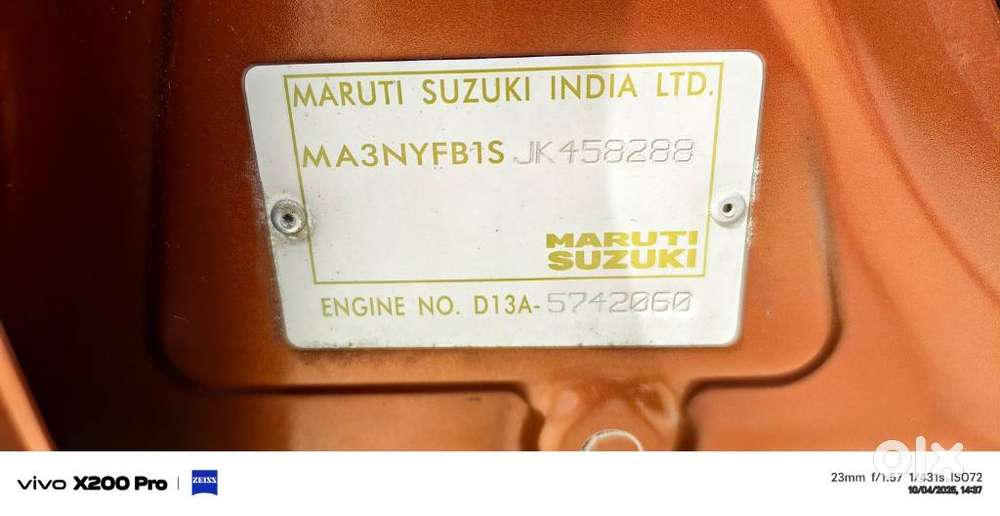 MARUTI SUZUKI INDIA LTD.
MA3NYFB1SJK458288
MARUTI
SUZUKI
ENGINE NO. D13A-5742060
vivo X200 Pro | ZEISS
23mm f/1.57 1/431s ISO72
10/04/2025, 14:37
olx